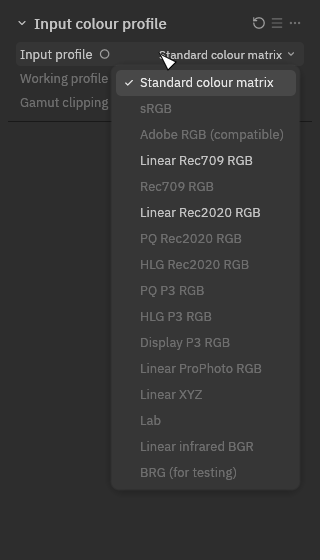 Input colour profile
Input profile Standard colour matrix
Working profile
Gamut clipping
Standard colour matrix
sRGB
Adobe RGB (compatible)
Linear Rec709 RGB
Rec709 RGB
Linear Rec2020 RGB
PQ Rec2020 RGB
HLG Rec2020 RGB
PQ P3 RGB
HLG P3 RGB
Display P3 RGB
Linear ProPhoto RGB
Linear XYZ
Lab
Linear infrared BGR
BRG (for testing)